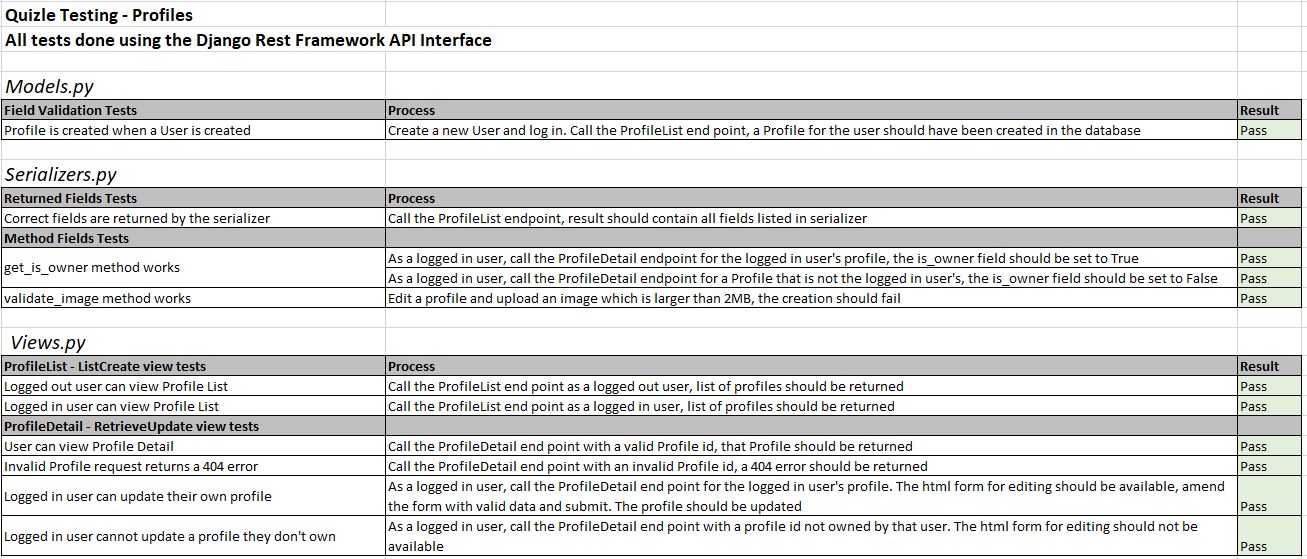 Quizle Testing - Profiles
All tests done using the Django Rest Framework API Interface
Models.py
Field Validation Tests Process Result
Profile is created when a User is created Create a new User and log in. Call the ProfileList end point, a Profile for the user should have been created in the database Pass
Serializers.py
Returned Fields Tests Process Result
Correct fields are returned by the serializer Call the ProfileList endpoint, result should contain all fields listed in serializer Pass
Method Fields Tests
get_is_owner method works As a logged in user, call the ProfileDetail endpoint for the logged in user's profile, the is_owner field should be set to True Pass
As a logged in user, call the ProfileDetail endpoint for a Profile that is not the logged in user's, the is_owner field should be set to False Pass
validate_image method works Edit a profile and upload an image which is larger than 2MB, the creation should fail Pass
Views.py
ProfileList - ListCreate view tests Process Result
Logged out user can view Profile List Call the ProfileList end point as a logged out user, list of profiles should be returned Pass
Logged in user can view Profile List Call the ProfileList end point as a logged in user, list of profiles should be returned Pass
ProfileDetail - RetrieveUpdate view tests
User can view Profile Detail Call the ProfileDetail end point with a valid Profile id, that Profile should be returned Pass
Invalid Profile request returns a 404 error Call the ProfileDetail end point with an invalid Profile id, a 404 error should be returned Pass
Logged in user can update their own profile As a logged in user, call the ProfileDetail end point for the logged in user's profile. The html form for editing should be available, amend
the form with valid data and submit. The profile should be updated Pass
Logged in user cannot update a profile they don't own As a logged in user, call the ProfileDetail end point with a profile id not owned by that user. The html form for editing should not be
available Pass